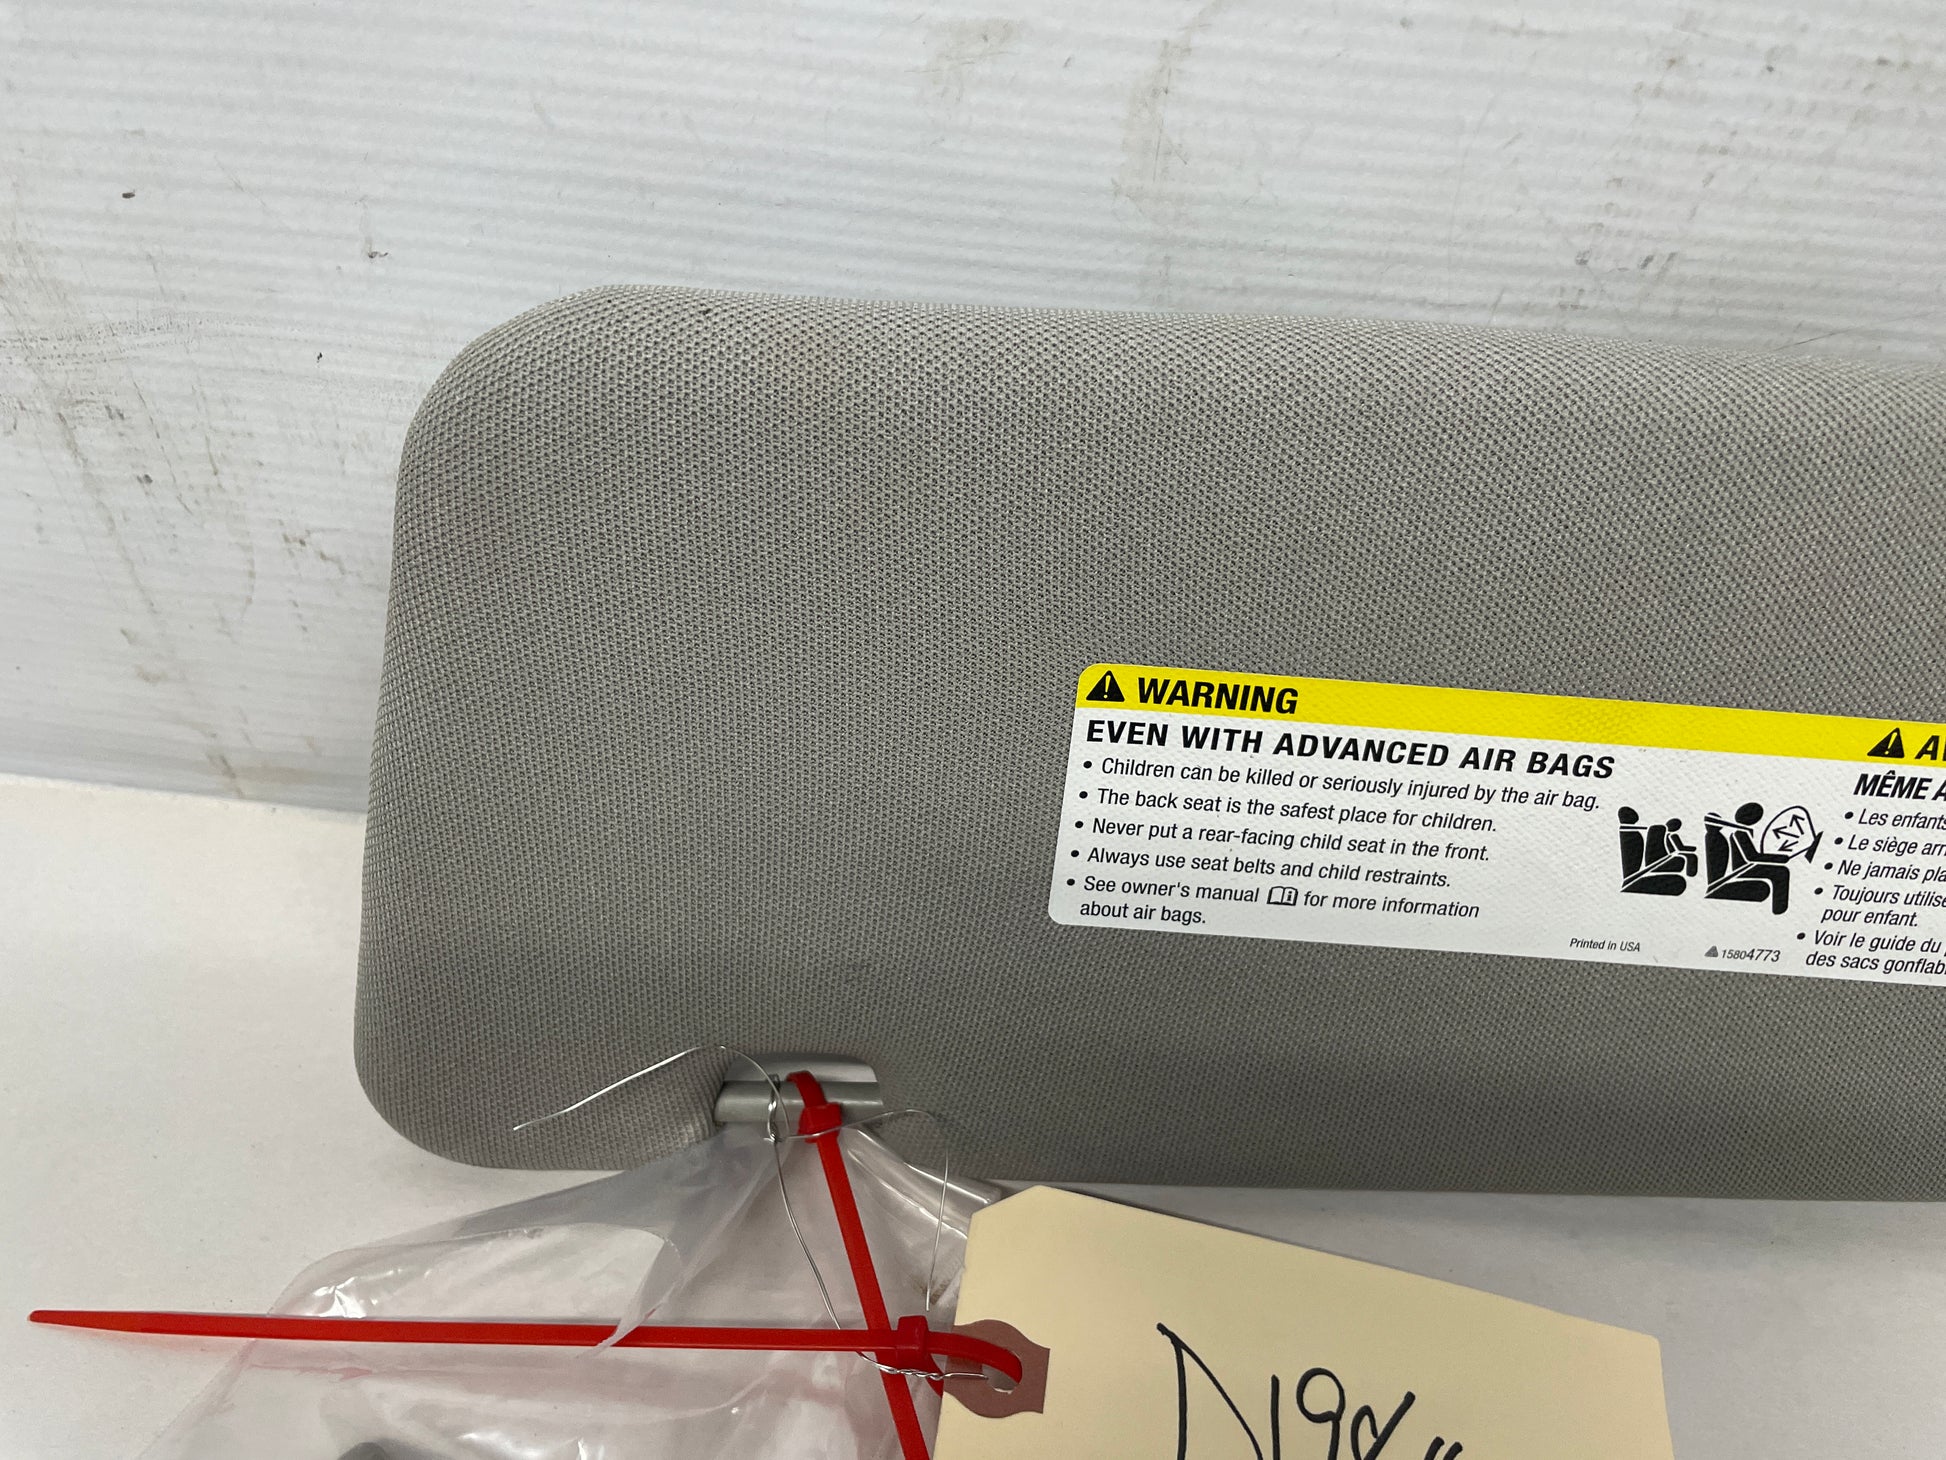 WARNING
EVEN WITH ADVANCED AIR BAGS
• Children can be killed or seriously injured by the air bag.
• The back seat is the safest place for children.
• Never put a rear-facing child seat in the front.
• Always use seat belts and child restraints.
• See owner's manual for more information
about air bags.
Printed in USA
15804773
MÊME
• Les enfants
• Le siège
• Ne jamais
• Toujours
pour enfant.
• Voir le guide du
des sacs